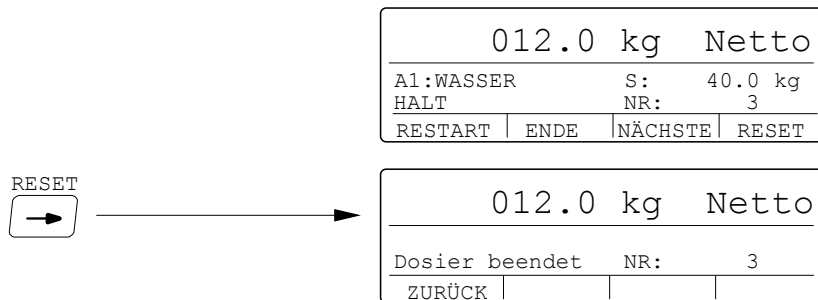 012.0 kg Netto
A1:WASSER S: 40.0 kg
HALT NR: 3
RESTART ENDE NÄCHSTE RESET
RESET
012.0 kg Netto
Dosier beendet NR: 3
ZURÜCK